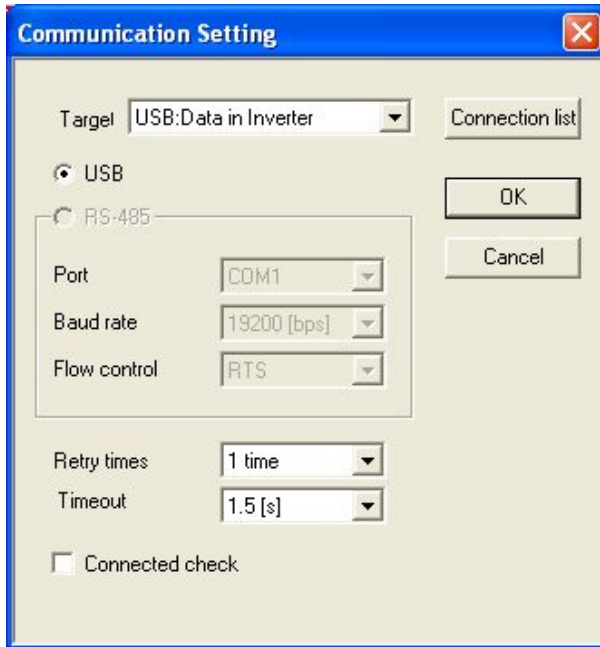 Communication Setting
Target USB:Data in Inverter Connection list
USB
OK
RS-485
Cancel
Port COM1
Baud rate 19200 [bps]
Flow control RTS
Retry times 1 time
Timeout 1.5 [s]
Connected check